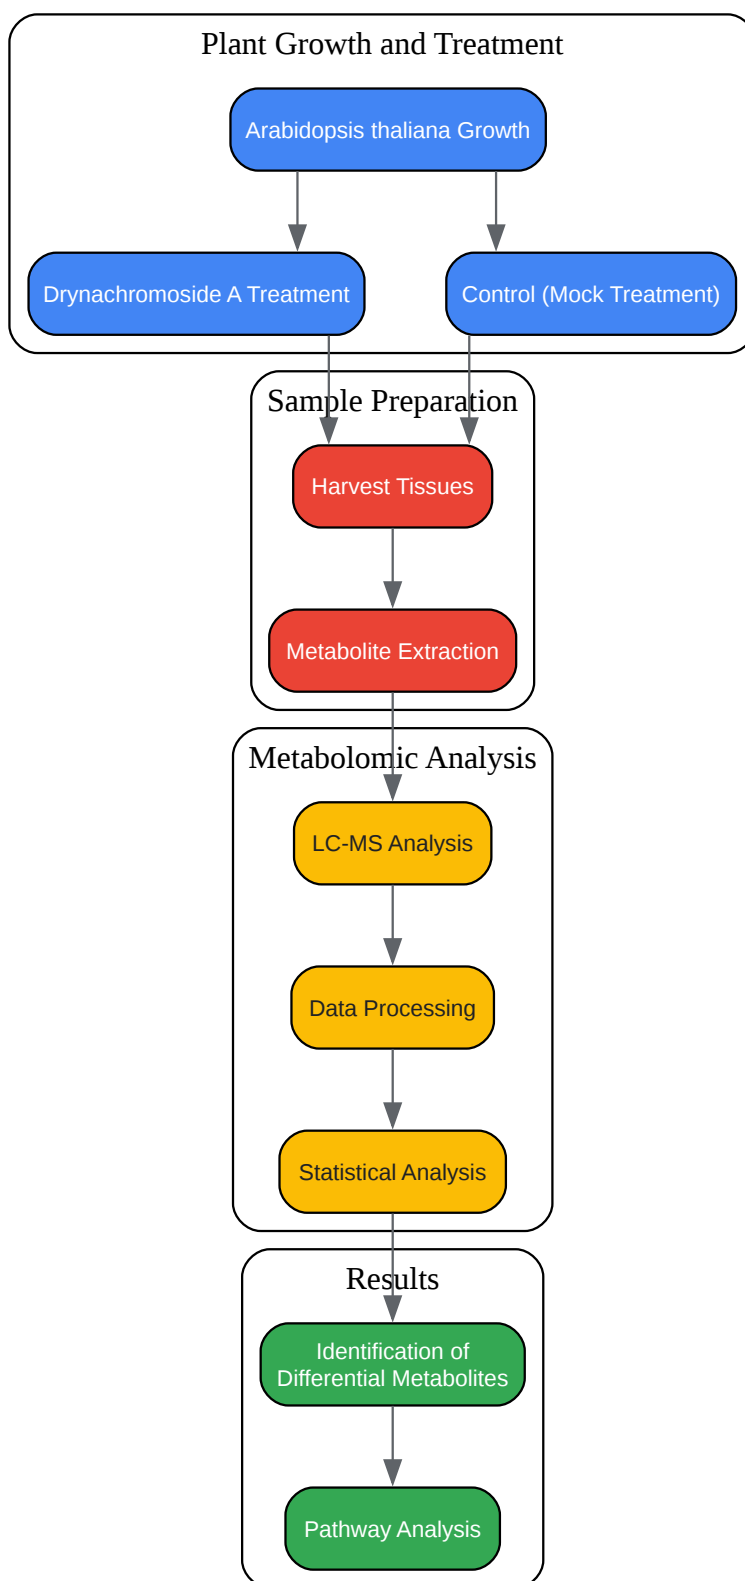 Plant Growth and Treatment
Arabidopsis thaliana Growth
Drynachromoside A Treatment
Control (Mock Treatment)
Sample Preparation
Harvest Tissues
Metabolite Extraction
Metabolomic Analysis
LC-MS Analysis
Data Processing
Statistical Analysis
Results
Identification of
Differential Metabolites
Pathway Analysis